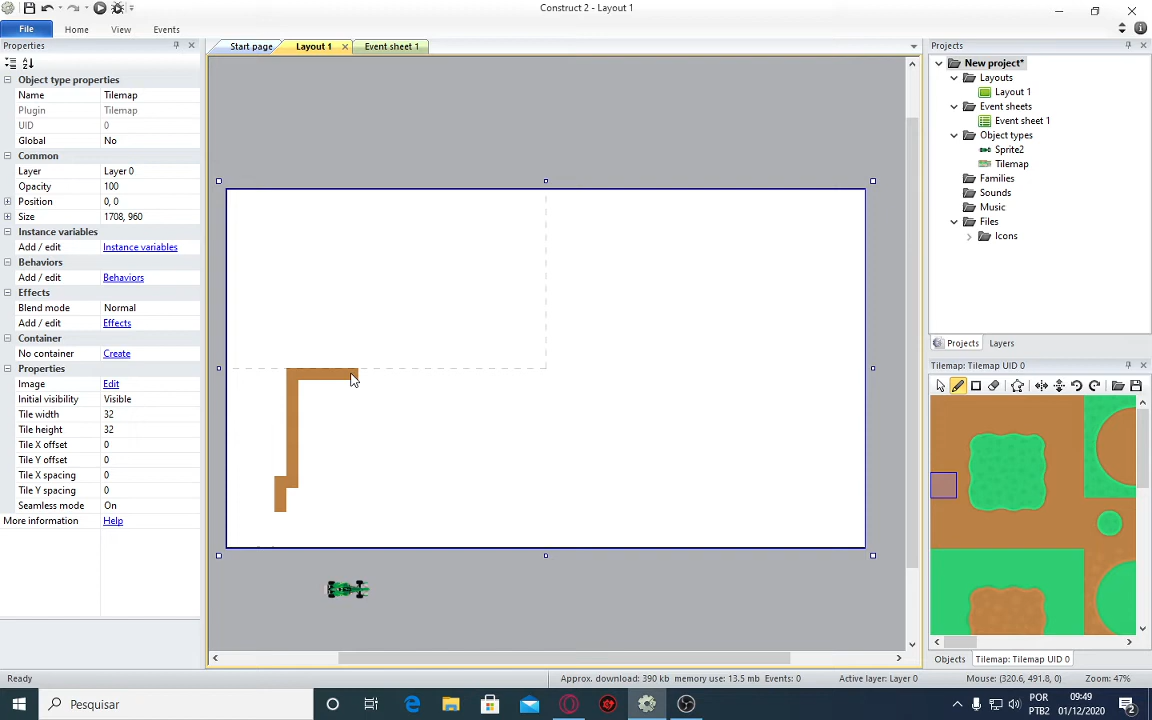 Construct 2 - Layout 1
File
Home
View
Events
Properties
Start page
Layout 1
Event sheet 1
Projects
Object type properties
Name Tilemap
Plugin Tilemap
UID 0
Global No
Common
Layer Layer 0
Opacity 100
Position 0, 0
Size 1708, 960
Instance variables
Add / edit Instance variables
Behaviors
Add / edit Behaviors
Effects
Blend mode Normal
Add / edit Effects
Container
No container Create
Properties
Image Edit
Initial visibility Visible
Tile width 32
Tile height 32
Tile X offset 0
Tile Y offset 0
Tile X spacing 0
Tile Y spacing 0
Seamless mode On
More information Help
New project*
Layouts
Layout 1
Event sheets
Event sheet 1
Object types
Sprite2
Tilemap
Families
Sounds
Music
Files
Icons
Projects Layers
Tilemap: Tilemap UID 0
Objects Tilemap: Tilemap UID 0
Ready
Approx. download: 390 kb memory use: 13.5 mb Events: 0
Active layer: Layer 0
Mouse: (320.6, 491.8, 0)
Zoom: 47%
Pesquisar
POR
PTB2
09:49
01/12/2020
2